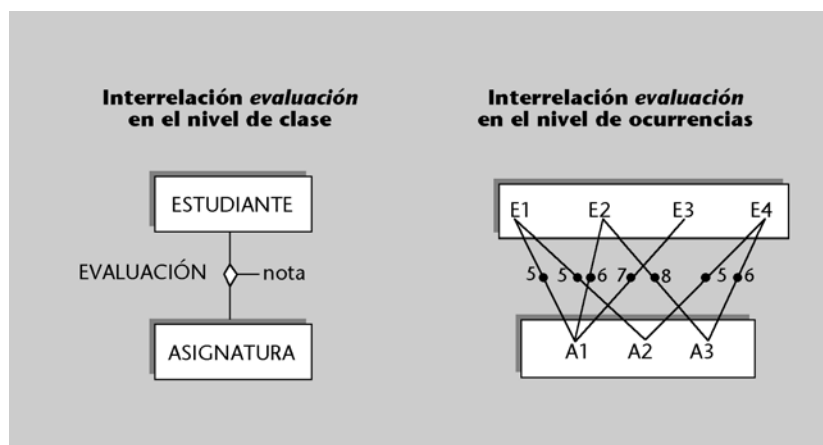 Interrelación evaluación
en el nivel de clase
ESTUDIANTE
EVALUACIÓN
nota
ASIGNATURA
Interrelación evaluación
en el nivel de ocurrencias
E1 E2 E3 E4
5 5 6 7 8 5 6
A1 A2 A3